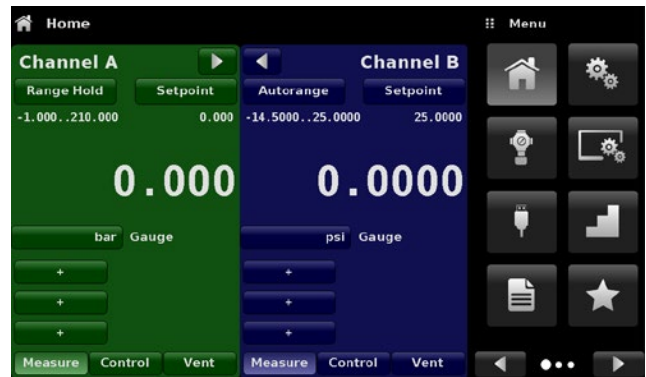 Home
Menu
Channel A
Channel B
Range Hold Setpoint
Autorange Setpoint
-1.000..210.000 0.000
-14.5000..25.0000 25.0000
0.000
0.0000
bar Gauge
psi Gauge
+
+
+
+
+
+
Measure Control Vent
Measure Control Vent